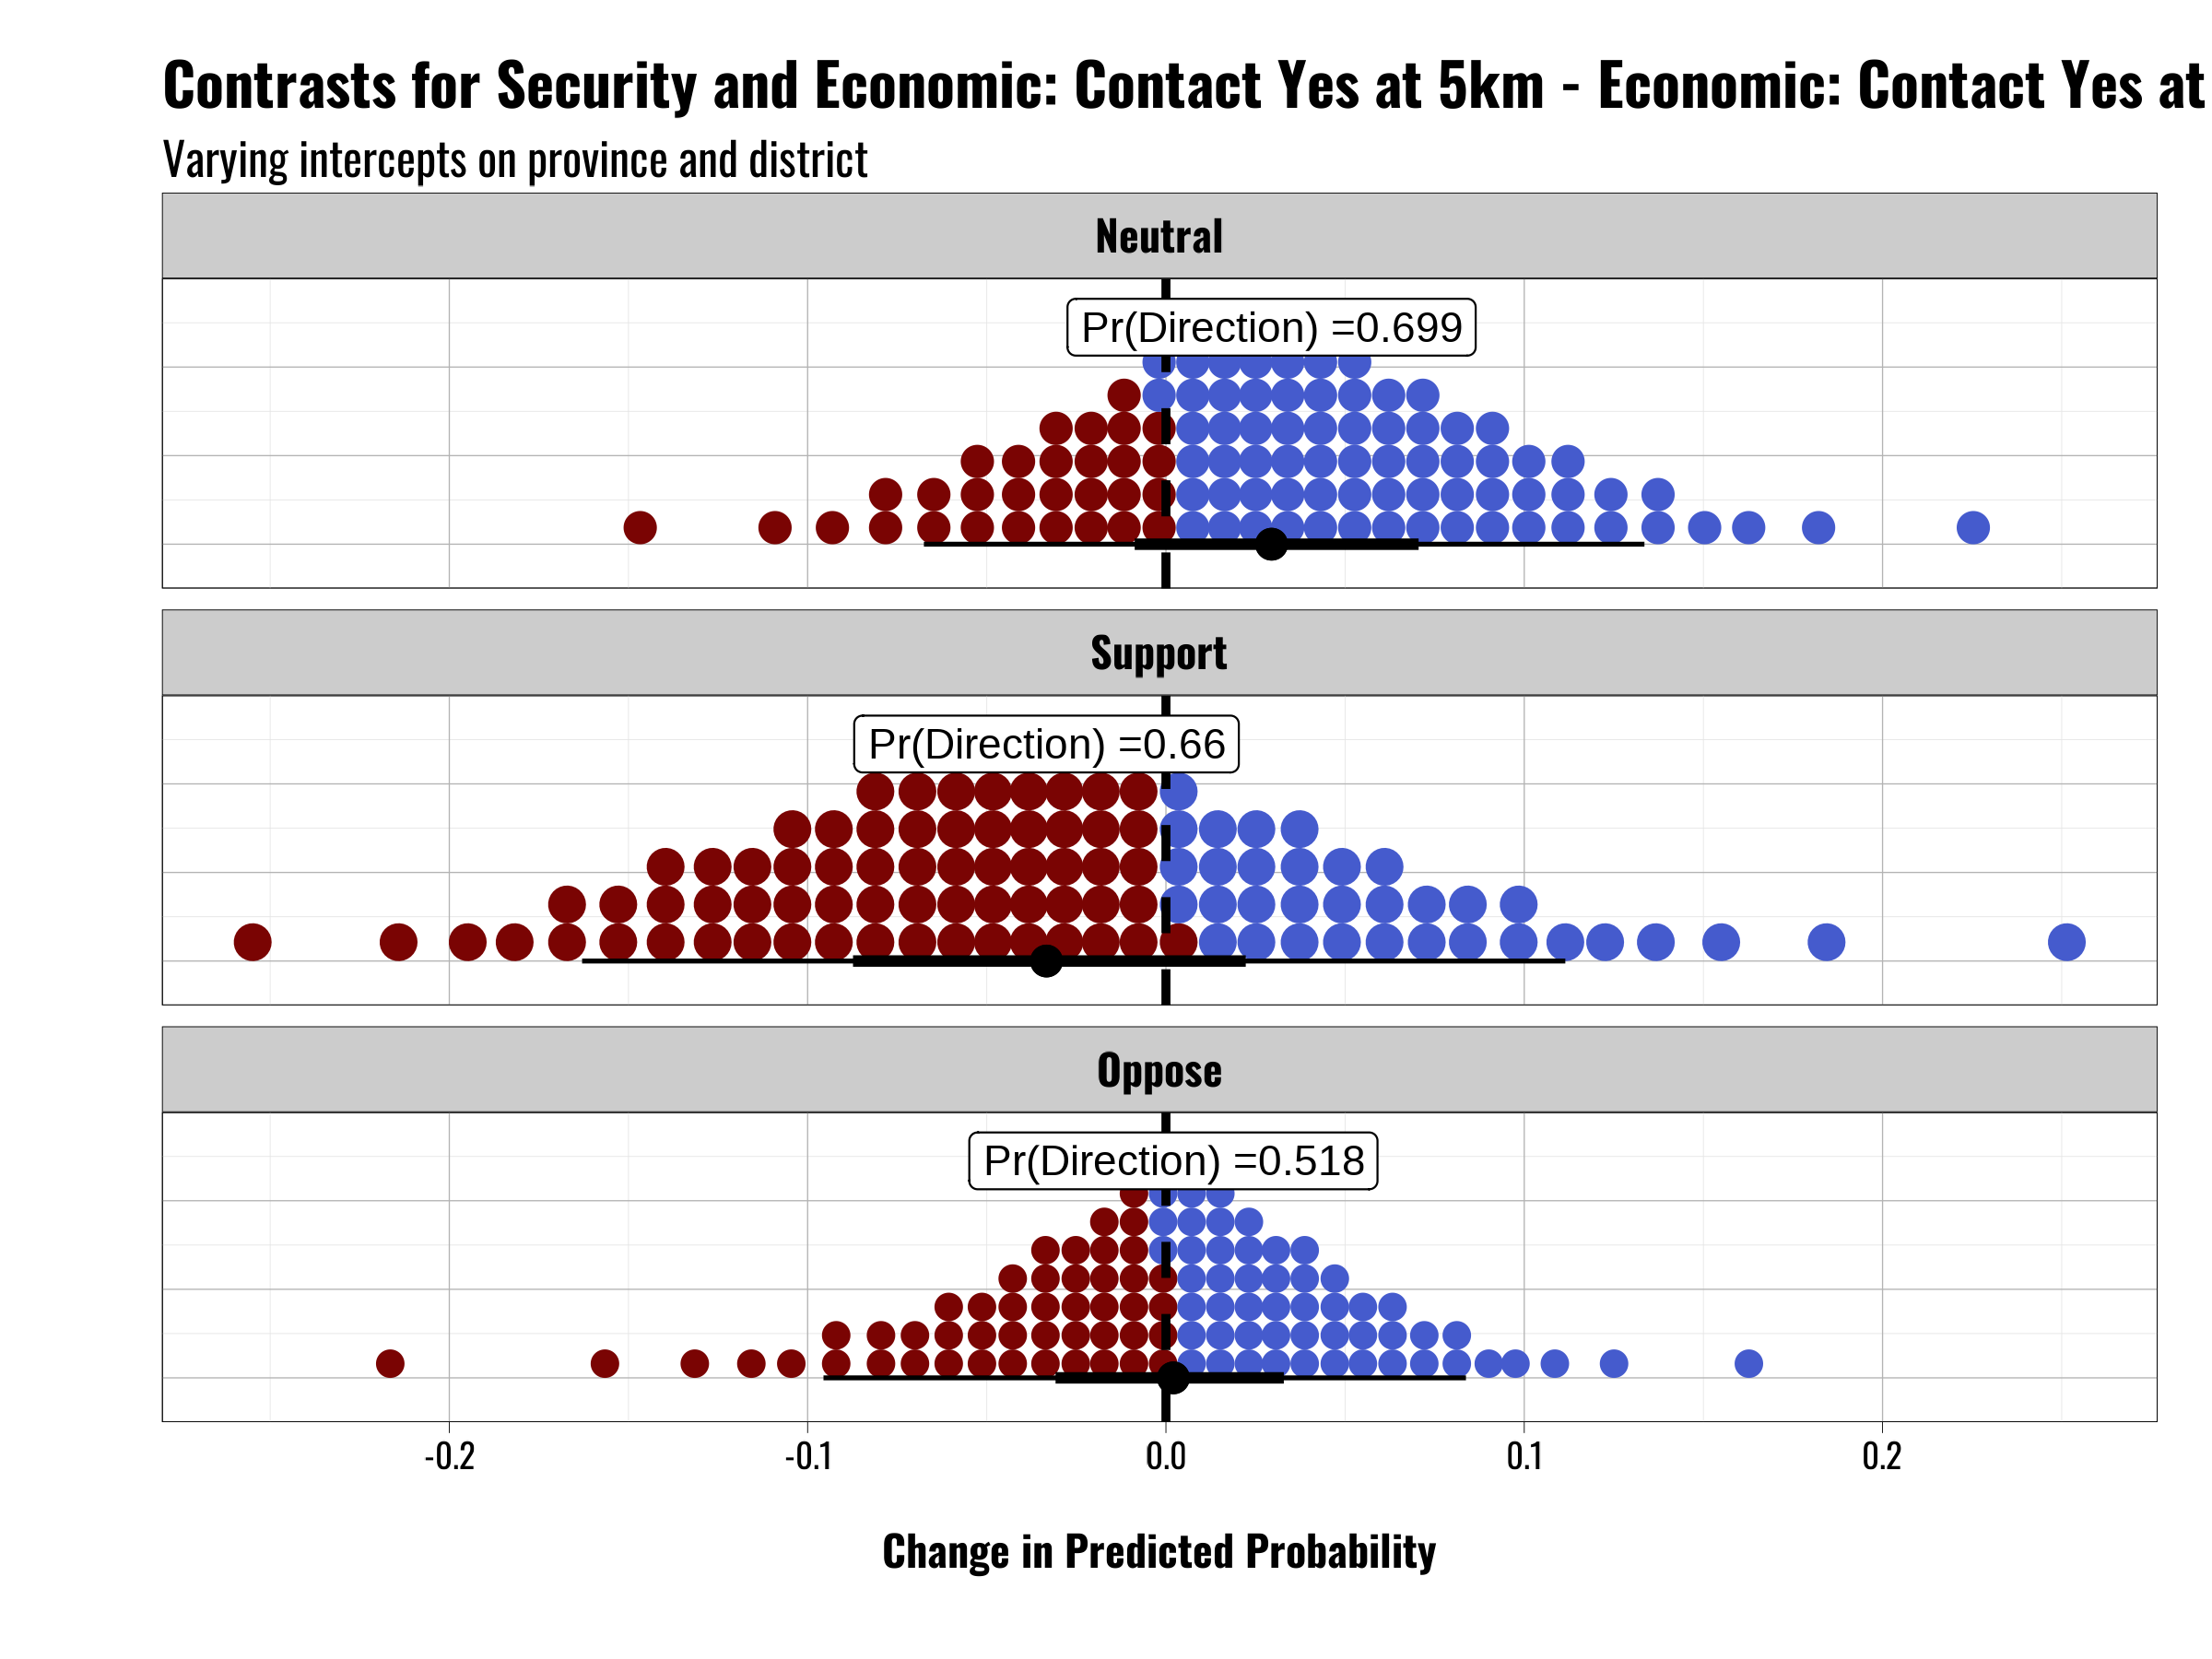 Contrasts for Security and Economic: Contact Yes at 5km - Economic: Contact Yes at
Varying intercepts on province and district
Neutral
Pr(Direction) =0.699
Support
Pr(Direction) =0.66
Oppose
Pr(Direction) =0.518
-0.2 -0.1 0.0 0.1 0.2
Change in Predicted Probability